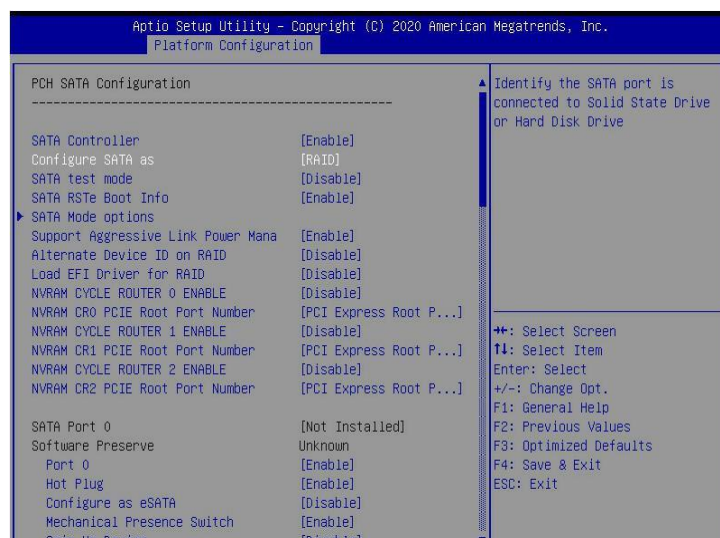 Aptio Setup Utility – Copyright (C) 2020 American Megatrends, Inc.
Platform Configuration
PCH SATA Configuration
--------------------------------------------------
SATA Controller [Enable]
Configure SATA as [RAID]
SATA test mode [Disable]
SATA RSTe Boot Info [Enable]
SATA Mode options
Support Aggressive Link Power Mana [Enable]
Alternate Device ID on RAID [Disable]
Load EFI Driver for RAID [Disable]
NVRAM CYCLE ROUTER 0 ENABLE [Disable]
NVRAM CR0 PCIE Root Port Number [PCI Express Root P...]
NVRAM CYCLE ROUTER 1 ENABLE [Disable]
NVRAM CR1 PCIE Root Port Number [PCI Express Root P...]
NVRAM CYCLE ROUTER 2 ENABLE [Disable]
NVRAM CR2 PCIE Root Port Number [PCI Express Root P...]
SATA Port 0 [Not Installed]
Software Preserve Unknown
Port 0 [Enable]
Hot Plug [Enable]
Configure as eSATA [Disable]
Mechanical Presence Switch [Enable]
Identify the SATA port is
connected to Solid State Drive
or Hard Disk Drive
→←: Select Screen
↑↓: Select Item
Enter: Select
+/-: Change Opt.
F1: General Help
F2: Previous Values
F3: Optimized Defaults
F4: Save & Exit
ESC: Exit